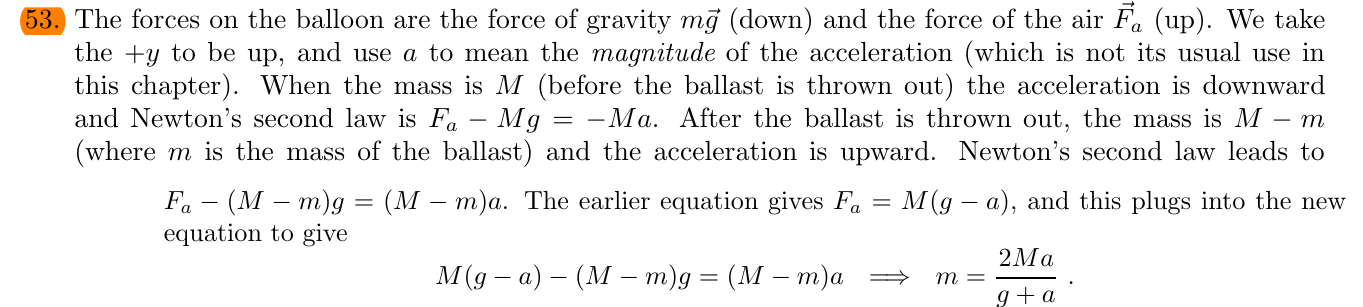 53. The forces on the balloon are the force of gravity m\vec{g} (down) and the force of the air \vec{F}_a (up). We take
the +y to be up, and use a to mean the magnitude of the acceleration (which is not its usual use in
this chapter). When the mass is M (before the ballast is thrown out) the acceleration is downward
and Newton's second law is F_a − Mg = −Ma. After the ballast is thrown out, the mass is M − m
(where m is the mass of the ballast) and the acceleration is upward. Newton's second law leads to
F_a − (M − m)g = (M − m)a. The earlier equation gives F_a = M(g − a), and this plugs into the new
equation to give
M(g − a) − (M − m)g = (M − m)a ⟹ m = \frac{2Ma}{g + a} .